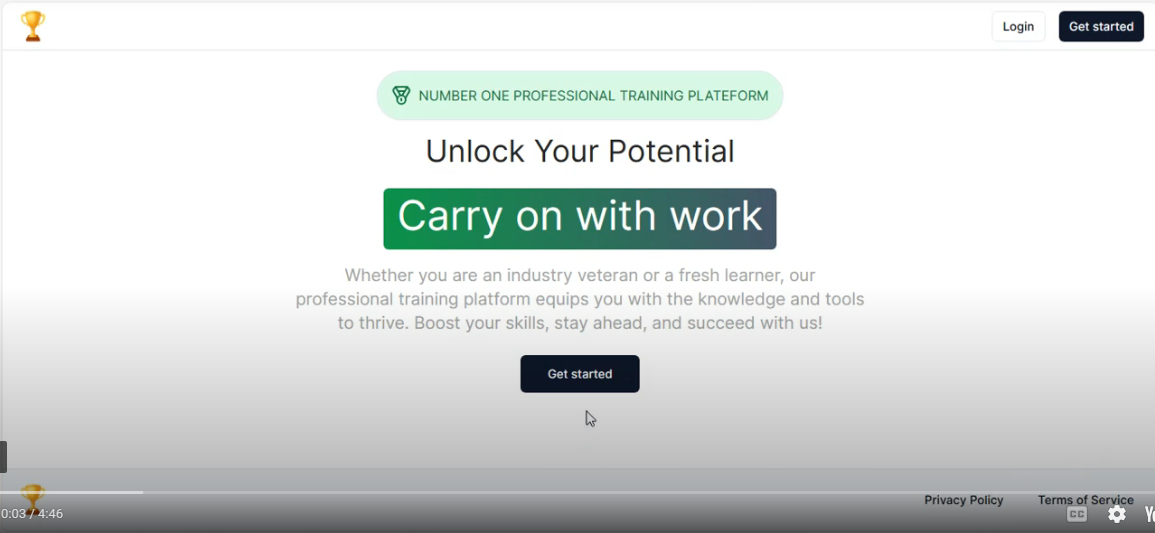 Login
Get started
NUMBER ONE PROFESSIONAL TRAINING PLATEFORM
Unlock Your Potential
Carry on with work
Whether you are an industry veteran or a fresh learner, our
professional training platform equips you with the knowledge and tools
to thrive. Boost your skills, stay ahead, and succeed with us!
Get started
Privacy Policy
Terms of Service
0:03 / 4:46
CC